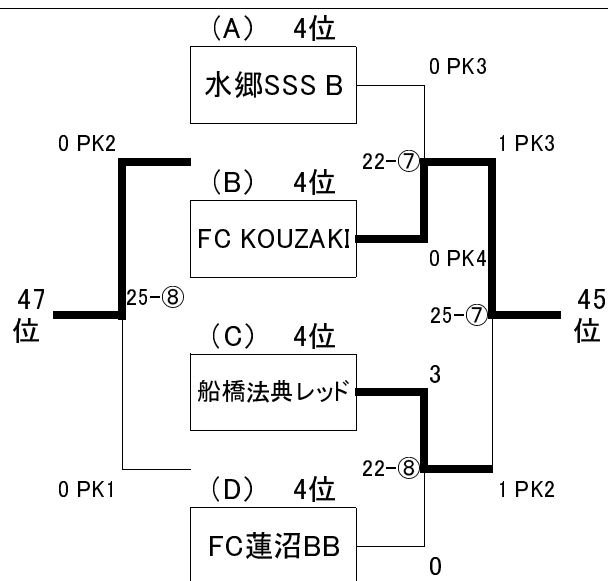 （A） 4位
水郷SSS B
0 PK3
0 PK2
1 PK3
22-⑦
（B） 4位
FC KOUZAKI
0 PK4
47
位
25-⑧
25-⑦
45
位
（C） 4位
船橋法典レッド
3
22-⑧
0 PK1
（D） 4位
1 PK2
FC蓮沼BB
0